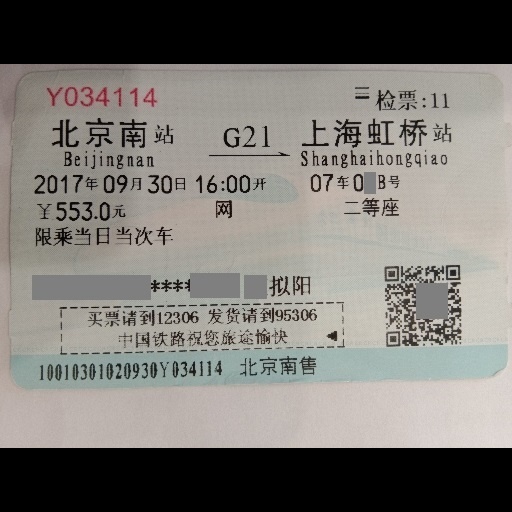 Y034114 检票:11
北京南站 G21 上海虹桥站
Beijingnan Shanghaihongqiao
2017年09月30日 16:00开 07车0 B号
￥553.0元 网 二等座
限乘当日当次车
**** 拟阳
买票请到12306 发货请到95306
中国铁路祝您旅途愉快
10010301020930Y034114 北京南售